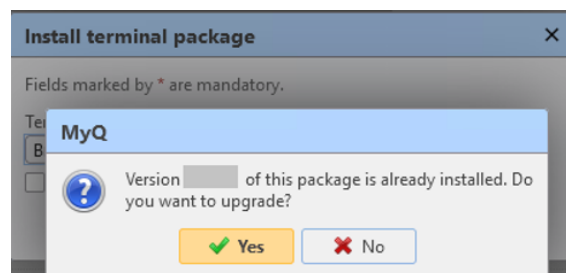 Install terminal package
Fields marked by * are mandatory.
MyQ
Version of this package is already installed. Do
you want to upgrade?
Yes No